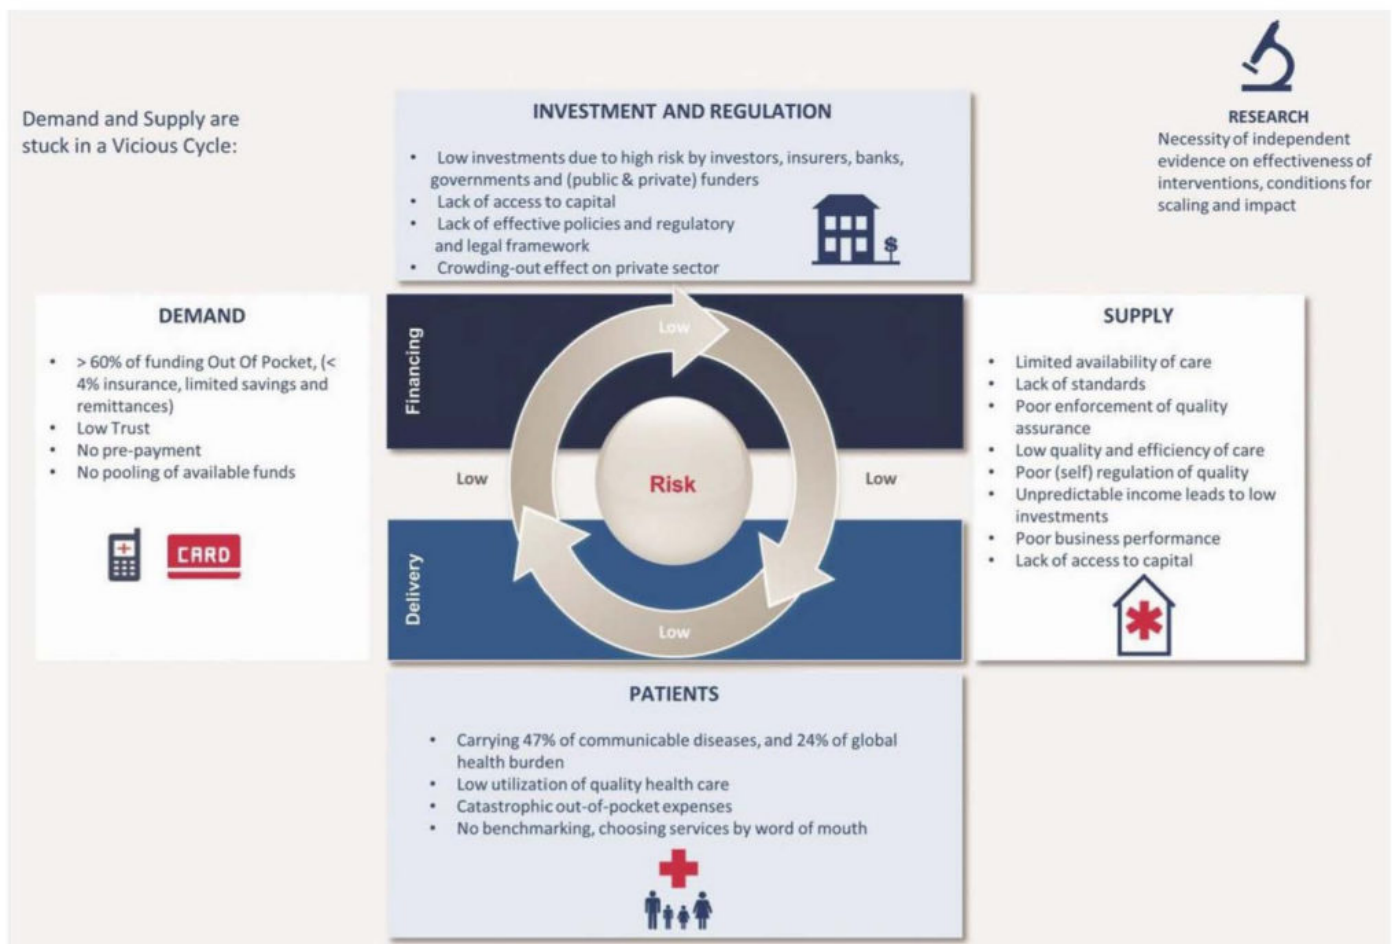 Demand and Supply are
stuck in a Vicious Cycle:
RESEARCH
Necessity of independent
evidence on effectiveness of
interventions, conditions for
scaling and impact
INVESTMENT AND REGULATION
• Low investments due to high risk by investors, insurers, banks,
governments and (public & private) funders
• Lack of access to capital
• Lack of effective policies and regulatory
and legal framework
• Crowding-out effect on private sector
DEMAND
• > 60% of funding Out Of Pocket, (<
4% insurance, limited savings and
remittances)
• Low Trust
• No pre-payment
• No pooling of available funds
CARD
Financing
Low
Low
Risk
Low
Delivery
Low
SUPPLY
• Limited availability of care
• Lack of standards
• Poor enforcement of quality
assurance
• Low quality and efficiency of care
• Poor (self) regulation of quality
• Unpredictable income leads to low
investments
• Poor business performance
• Lack of access to capital
PATIENTS
• Carrying 47% of communicable diseases, and 24% of global
health burden
• Low utilization of quality health care
• Catastrophic out-of-pocket expenses
• No benchmarking, choosing services by word of mouth